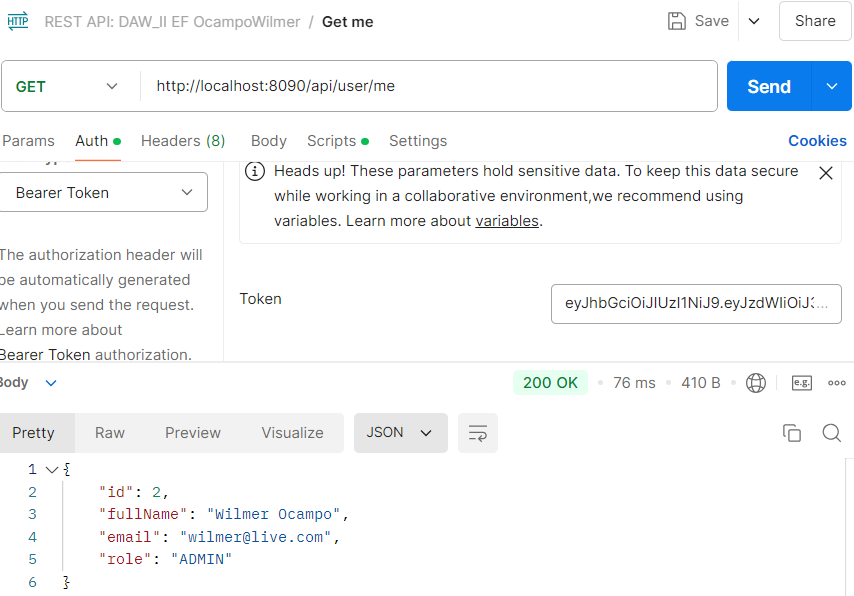 HTTP REST API: DAW_II EF OcampoWilmer / Get me Save Share
GET http://localhost:8090/api/user/me Send
Params Auth Headers (8) Body Scripts Settings Cookies
Bearer Token
Heads up! These parameters hold sensitive data. To keep this data secure
while working in a collaborative environment,we recommend using
variables. Learn more about variables.
The authorization header will
be automatically generated
when you send the request.
Learn more about
Bearer Token authorization.
Token eyJhbGciOiJIUzI1NiJ9.eyJzdWIiOiJ3...
Body 200 OK 76 ms 410 B e.g.
Pretty Raw Preview Visualize JSON
1 {
2 "id": 2,
3 "fullName": "Wilmer Ocampo",
4 "email": "wilmer@live.com",
5 "role": "ADMIN"
6 }